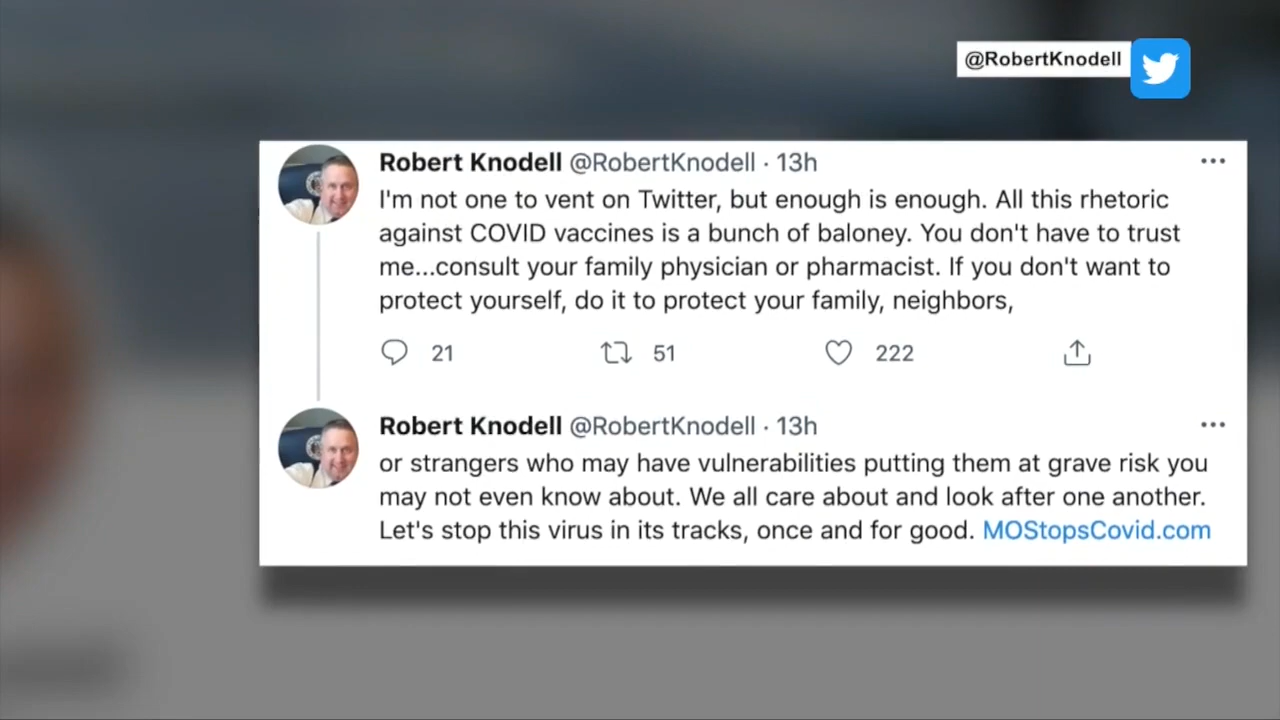 @RobertKnodell
Robert Knodell @RobertKnodell · 13h
I'm not one to vent on Twitter, but enough is enough. All this rhetoric
against COVID vaccines is a bunch of baloney. You don't have to trust
me...consult your family physician or pharmacist. If you don't want to
protect yourself, do it to protect your family, neighbors,
21 51 222
Robert Knodell @RobertKnodell · 13h
or strangers who may have vulnerabilities putting them at grave risk you
may not even know about. We all care about and look after one another.
Let's stop this virus in its tracks, once and for good. MOStopsCovid.com